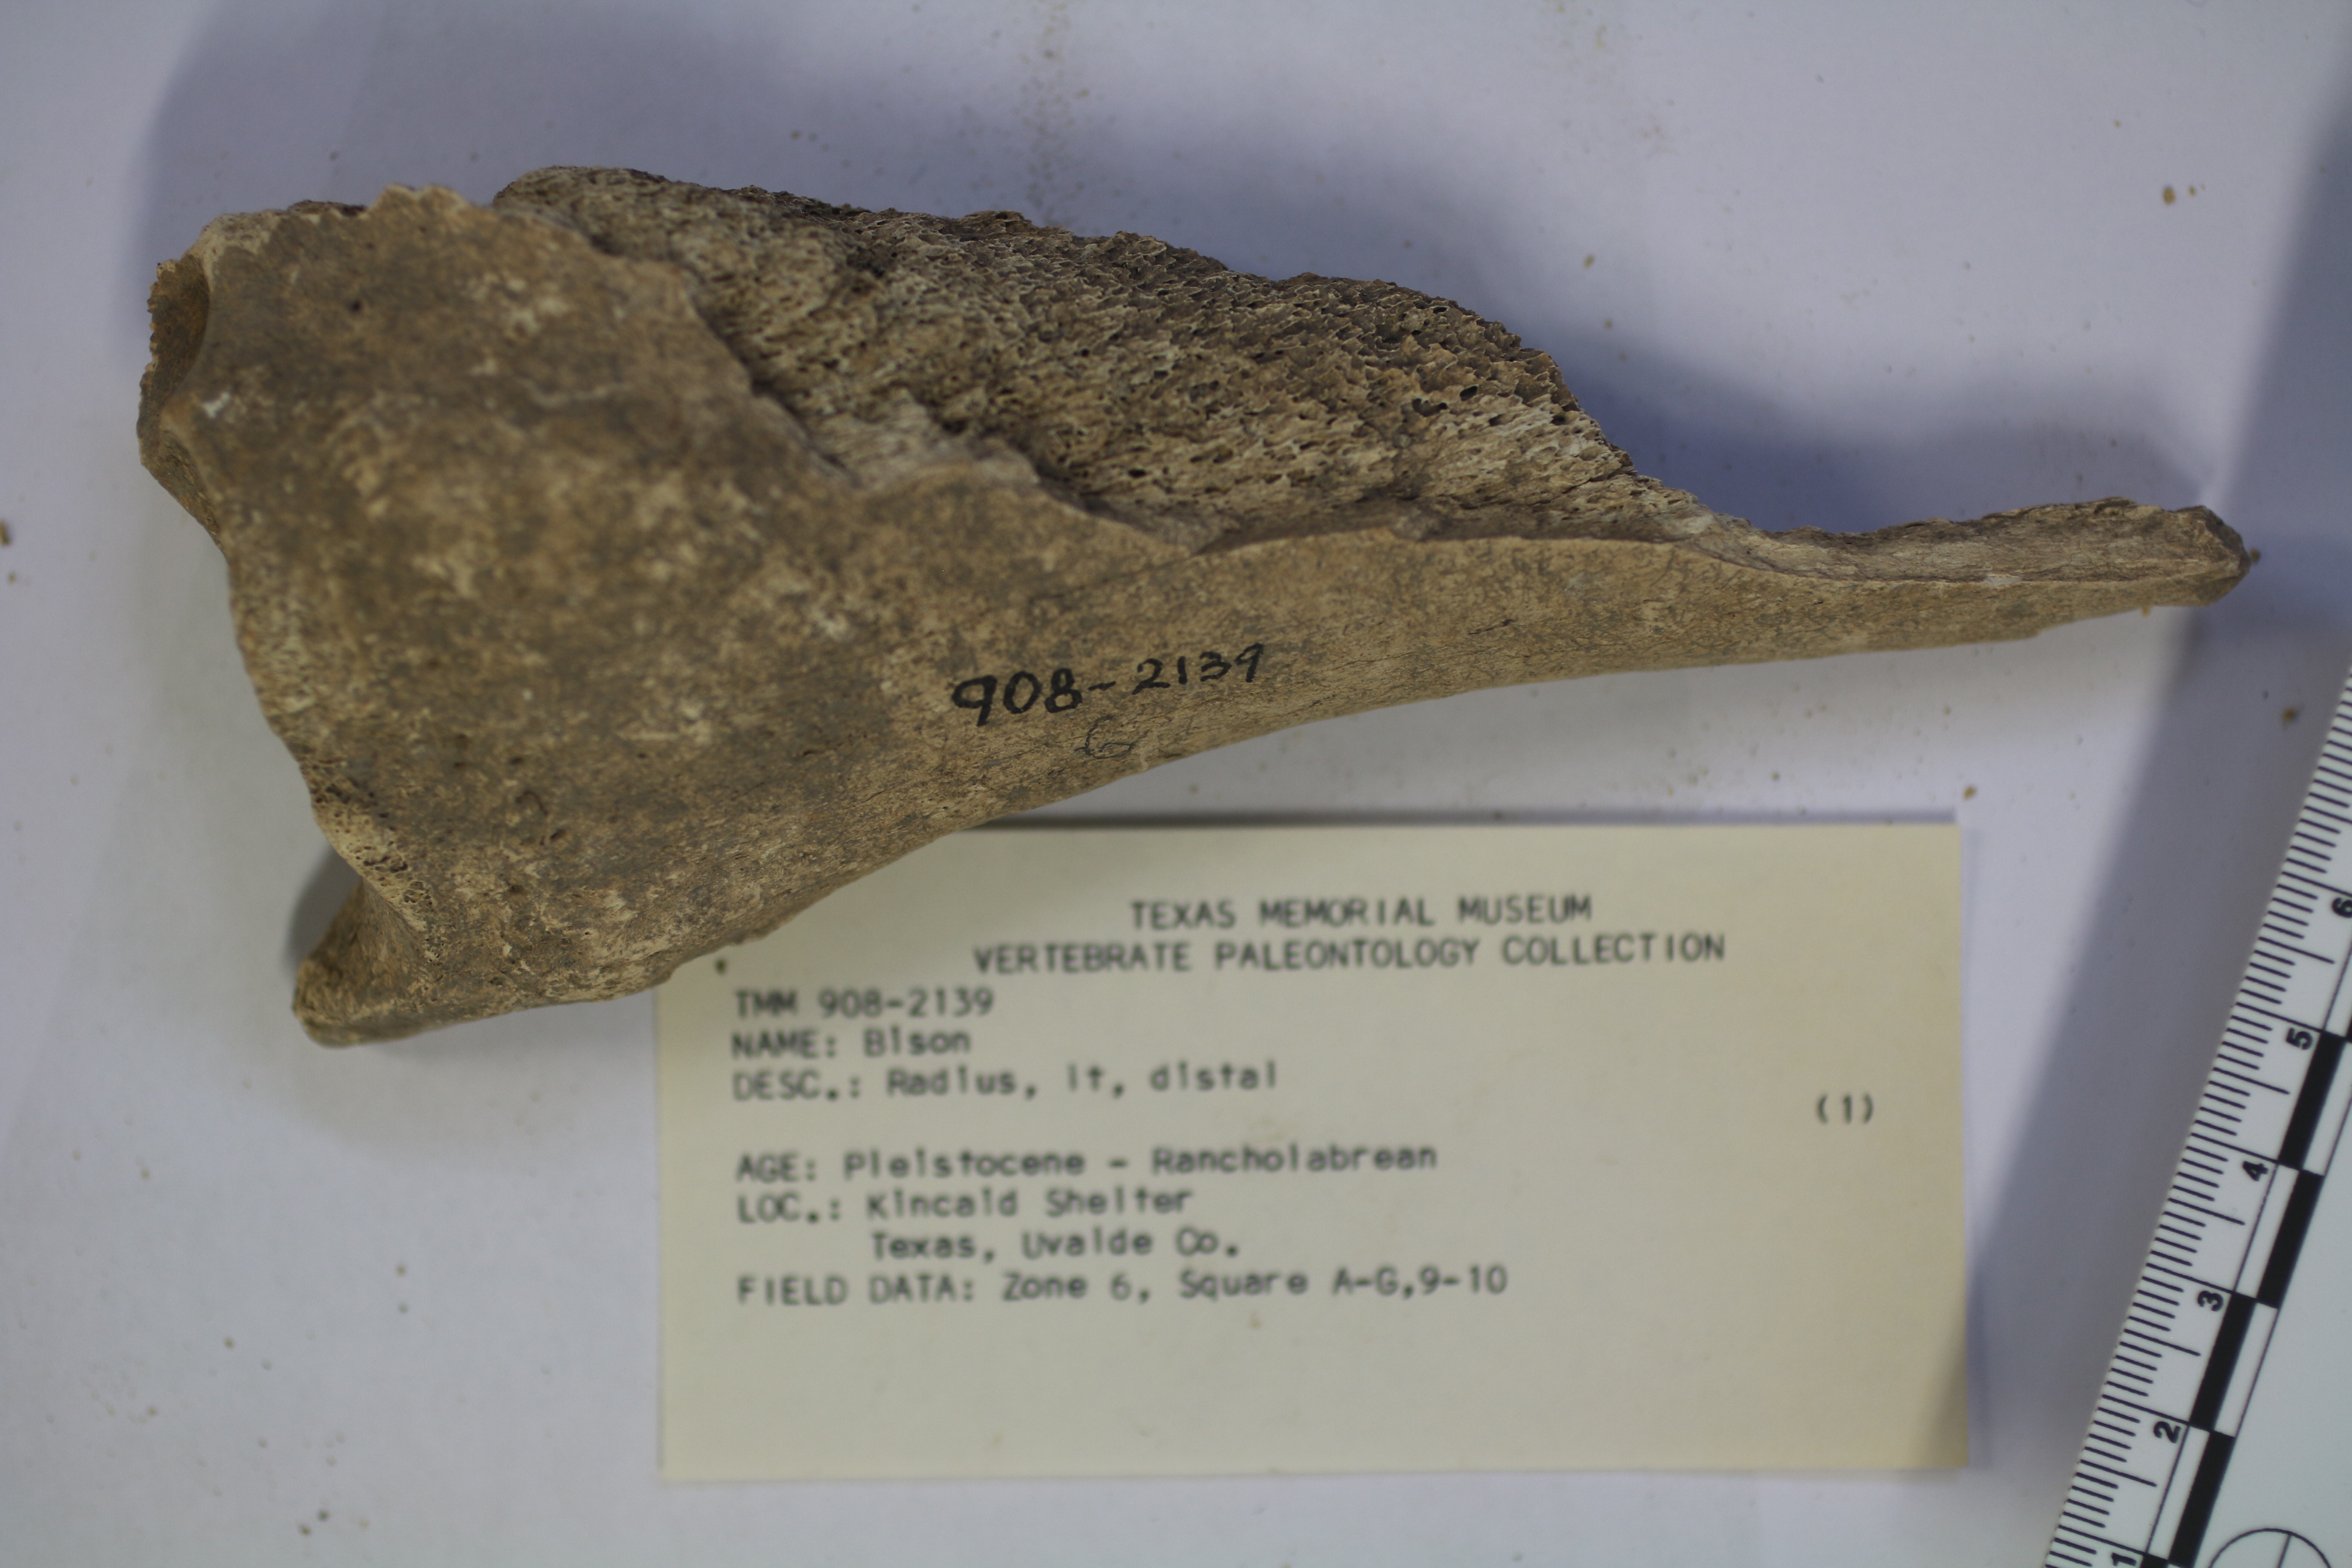 908-2139
6
TEXAS MEMORIAL MUSEUM
VERTEBRATE PALEONTOLOGY COLLECTION
TMM 908-2139
NAME: Bison
DESC.: Radius, lt, distal
(1)
AGE: Pleistocene - Rancholabrean
LOC.: Kincaid Shelter
Texas, Uvalde Co.
FIELD DATA: Zone 6, Square A-G,9-10
6
5
4
3
2
1